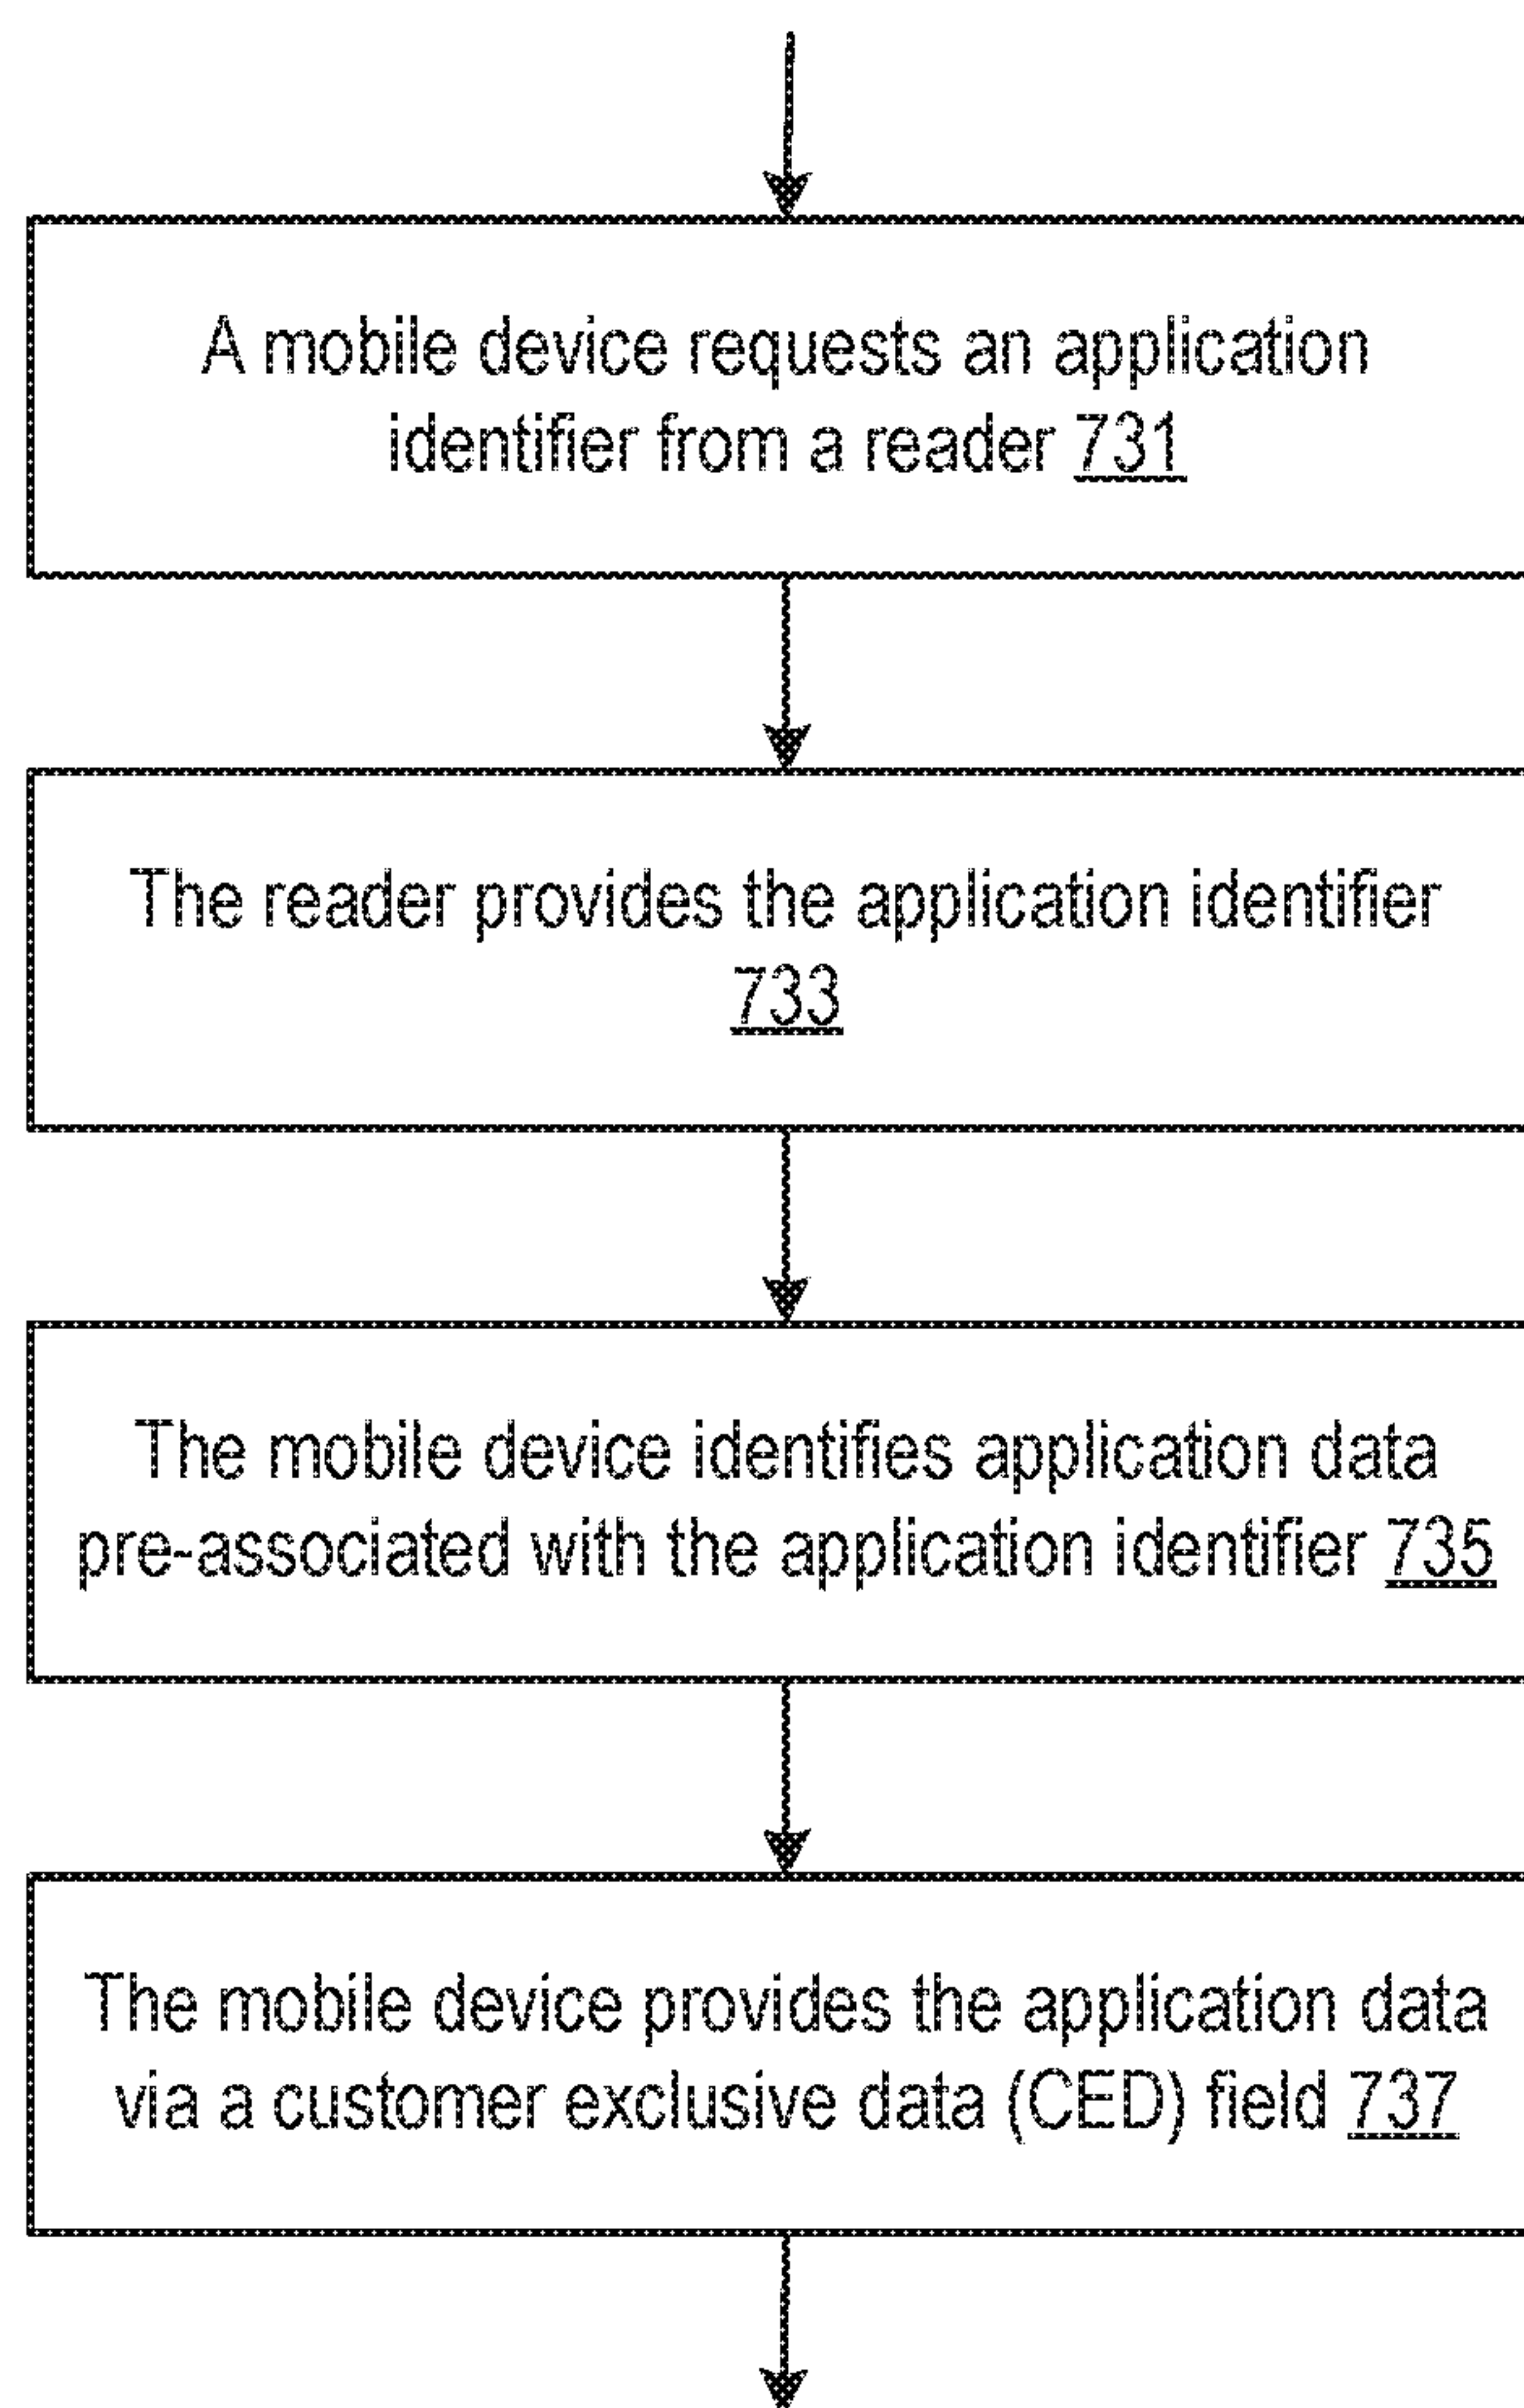 A mobile device requests an application
identifier from a reader 731
The reader provides the application identifier
733
The mobile device identifies application data
pre-associated with the application identifier 735
The mobile device provides the application data
via a customer exclusive data (CED) field 737